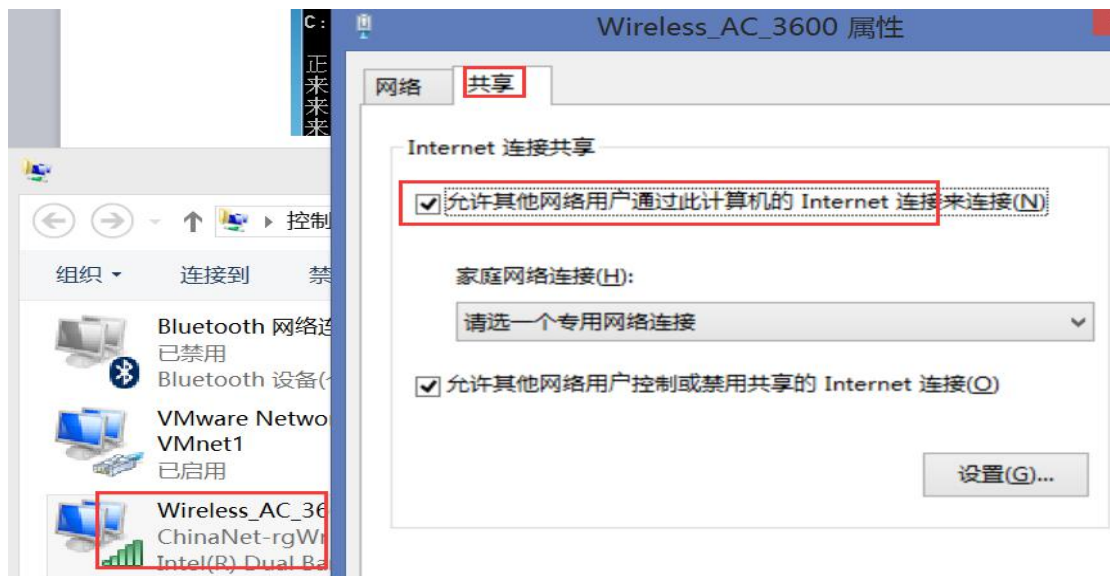 C:
正
来
来
来
Wireless_AC_3600 属性
网络
共享
Internet 连接共享
允许其他网络用户通过此计算机的 Internet 连接来连接(N)
家庭网络连接(H):
请选一个专用网络连接
允许其他网络用户控制或禁用共享的 Internet 连接(O)
设置(G)...
控制
组织
连接到
禁
Bluetooth 网络连
已禁用
Bluetooth 设备(
VMware Netwo
VMnet1
已启用
Wireless_AC_36
ChinaNet-rgW
Intel(R) Dual Ba